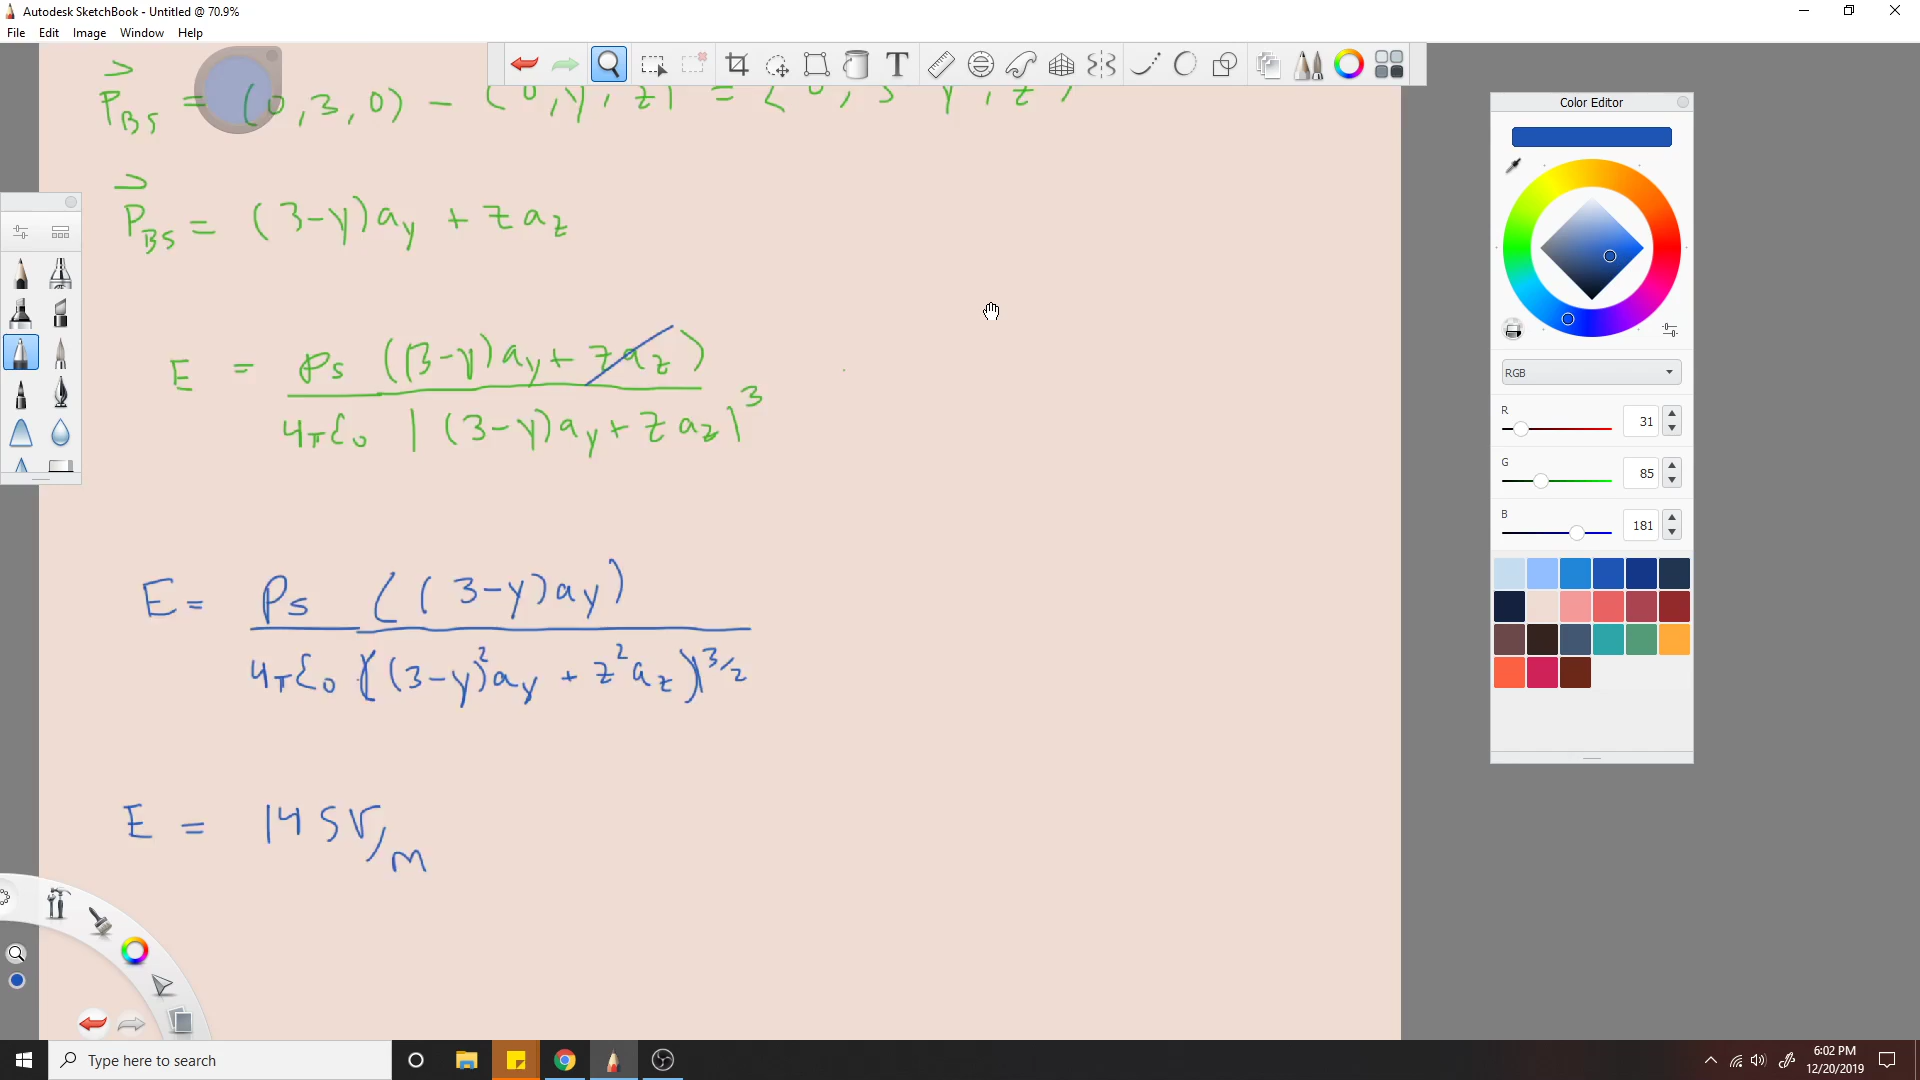 Autodesk SketchBook - Untitled @ 70.9%
File Edit Image Window Help
P_BS = (0, 3, 0) - (0, y, z) = (0, 3 - y, z)
P_BS = (3-y)a_y + z a_z
E = ρs ((3-y)a_y + z a_z)
4πε₀ |(3-y)a_y + z a_z|³
E = ρs ((3-y)a_y)
4πε₀ ((3-y)²a_y + z²a_z)^3/2
E = 145 V/m
Color Editor
RGB
R 31
G 85
B 181
Type here to search
6:02 PM
12/20/2019